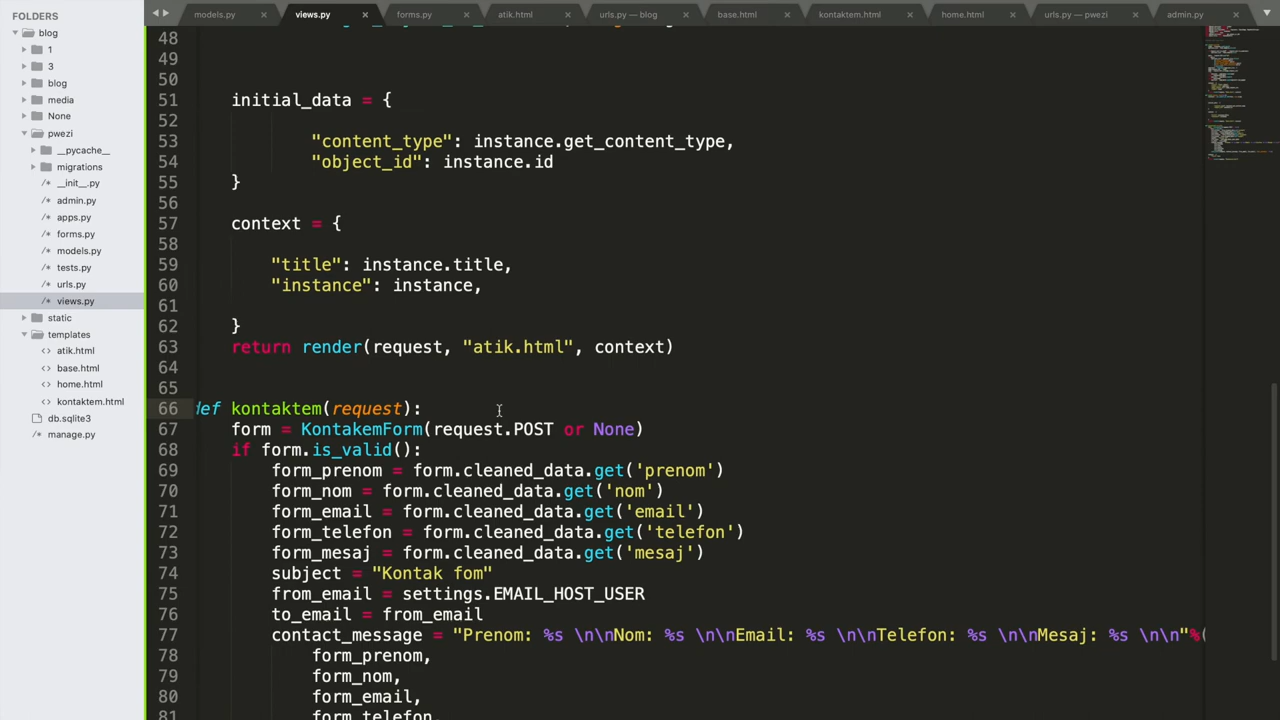 FOLDERS
blog
1
3
blog
media
None
pwezi
__pycache__
migrations
/* __init__.py
/* admin.py
/* apps.py
/* forms.py
/* models.py
/* tests.py
/* urls.py
/* views.py
static
templates
<> atik.html
<> base.html
<> home.html
<> kontaktem.html
db.sqlite3
/* manage.py
models.py × views.py × forms.py × atik.html × urls.py — blog × base.html × kontaktem.html × home.html × urls.py — pwezi × admin.py ×
48
49
50
51 initial_data = {
52
53 "content_type": instance.get_content_type,
54 "object_id": instance.id
55 }
56
57 context = {
58
59 "title": instance.title,
60 "instance": instance,
61
62 }
63 return render(request, "atik.html", context)
64
65
66 def kontaktem(request):
67 form = KontakemForm(request.POST or None)
68 if form.is_valid():
69 form_prenom = form.cleaned_data.get('prenom')
70 form_nom = form.cleaned_data.get('nom')
71 form_email = form.cleaned_data.get('email')
72 form_telefon = form.cleaned_data.get('telefon')
73 form_mesaj = form.cleaned_data.get('mesaj')
74 subject = "Kontak fom"
75 from_email = settings.EMAIL_HOST_USER
76 to_email = from_email
77 contact_message = "Prenom: %s \n\nNom: %s \n\nEmail: %s \n\nTelefon: %s \n\nMesaj: %s \n\n"%(
78 form_prenom,
79 form_nom,
80 form_email,
81 form_telefon,